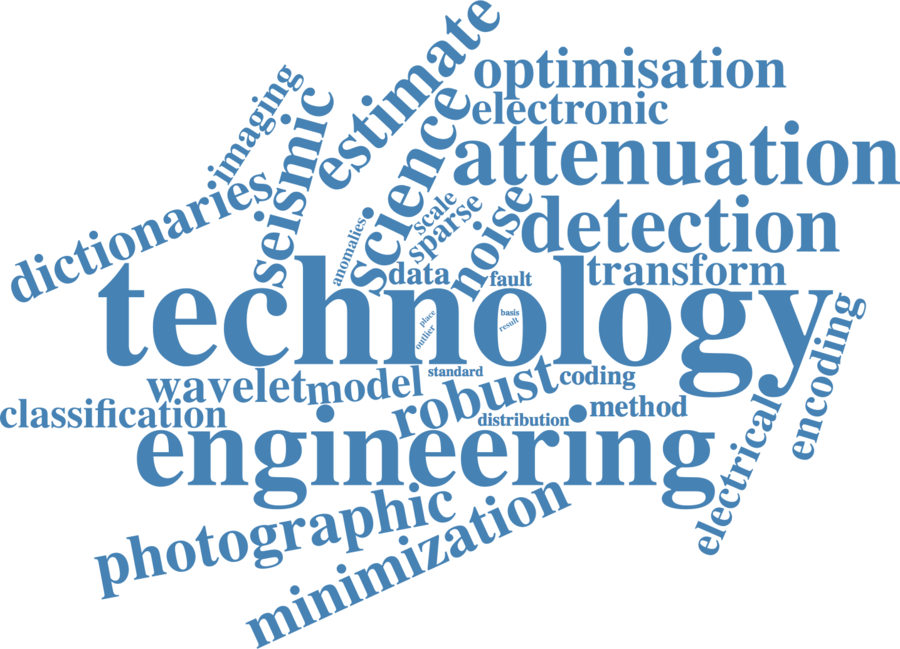 estimate
optimisation
imaging
seismic
electronic
science
attenuation
dictionaries
scale
sparse
noise
detection
anomalies
data
fault
transform
technology
place
outlier
basis
result
encoding
wavelet
model
standard
robust
coding
classification
distribution
method
engineering
electrical
photographic
minimization